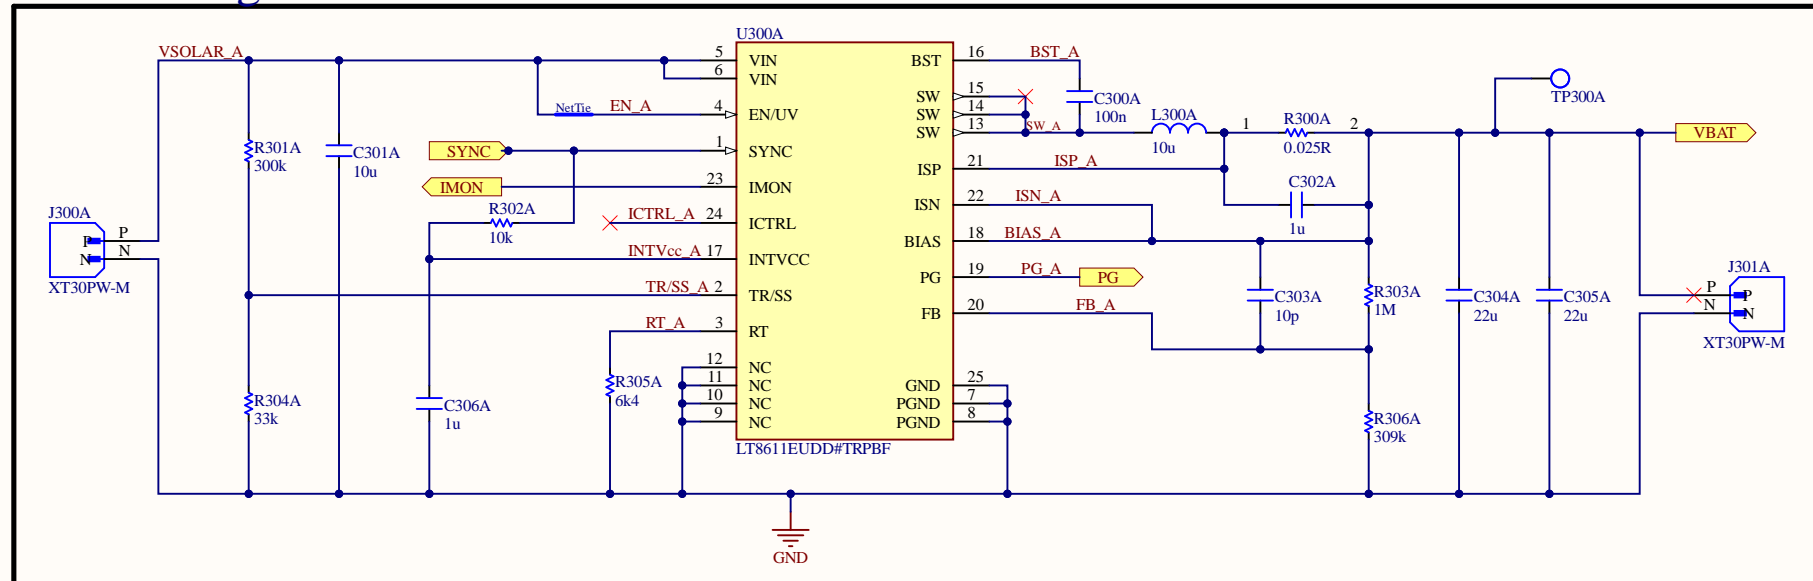 U300A
VSOLAR_A
5
VIN
6
VIN
NetTie
EN_A
4
EN/UV
SYNC
1
SYNC
IMON
23
IMON
R302A
10k
ICTRL_A
24
ICTRL
INTVcc_A
17
INTVCC
TR/SS_A
2
TR/SS
RT_A
3
RT
12
NC
11
NC
10
NC
9
NC
R301A
300k
C301A
10u
J300A
P
P
N
N
XT30PW-M
R304A
33k
C306A
1u
R305A
6k4
BST
16
BST_A
SW
15
SW
14
SW
13
SW_A
C300A
100n
L300A
10u
1
R300A
2
0.025R
TP300A
VBAT
ISP
21
ISP_A
C302A
1u
ISN
22
ISN_A
BIAS
18
BIAS_A
PG
19
PG_A
PG
FB
20
FB_A
C303A
10p
R303A
1M
C304A
22u
C305A
22u
J301A
P
P
N
N
XT30PW-M
GND
25
PGND
7
PGND
8
R306A
309k
LT8611EUDD#TRPBF
GND